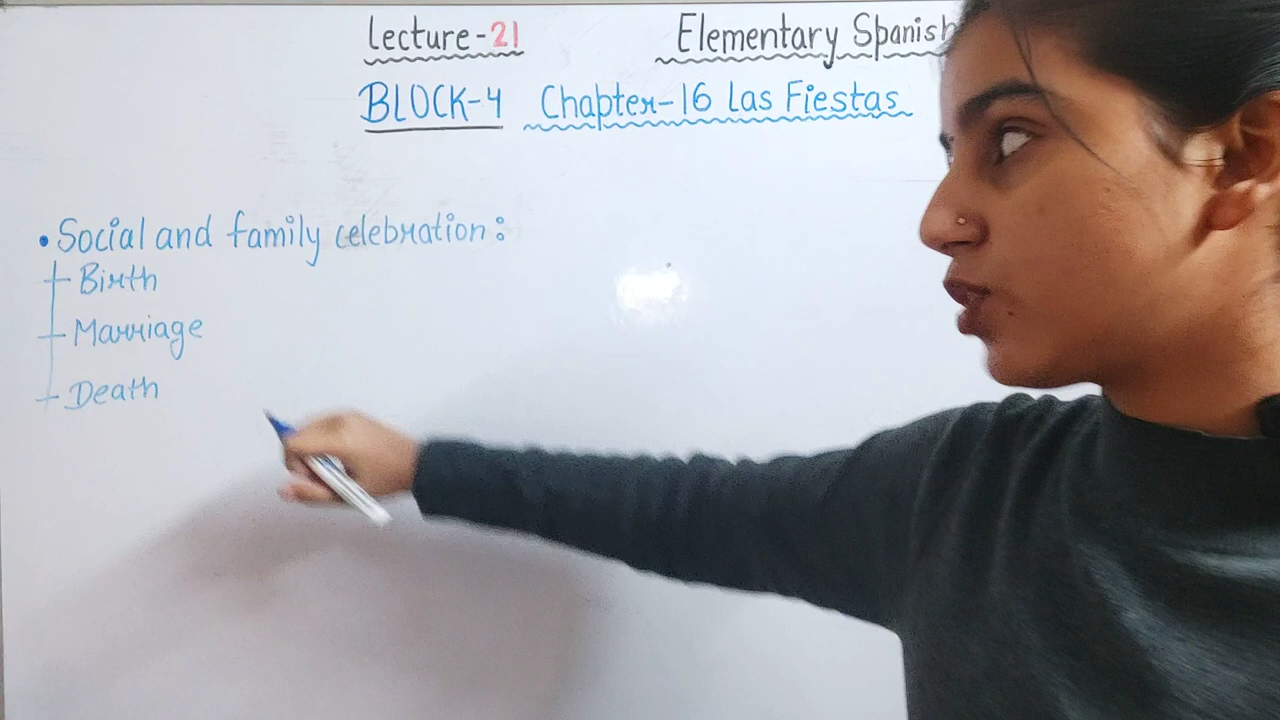 Lecture-21 Elementary Spanish
BLOCK-4 Chapter-16 Las Fiestas
• Social and family celebration:
Birth
Marriage
Death